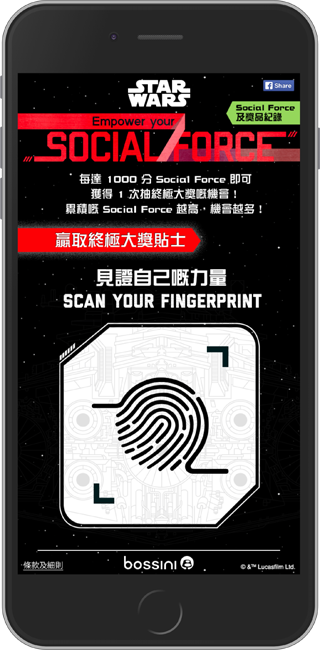 STAR
WARS
Share
Social Force
及獎品紀錄
Empower your
SOCIAL FORCE
每達 1000 分 Social Force 即可
獲得 1 次抽終極大獎嘅機會！
累積嘅 Social Force 越高，機會越多！
贏取終極大獎貼士
見證自己嘅力量
SCAN YOUR FINGERPRINT
條款及細則
bossini
© &™ Lucasfilm Ltd.